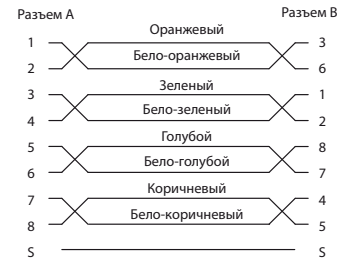 Разъем A Разъем B
Оранжевый
1 3
Бело-оранжевый
2 6
Зеленый
3 1
Бело-зеленый
4 2
Голубой
5 8
Бело-голубой
6 7
Коричневый
7 4
Бело-коричневый
8 5
S S